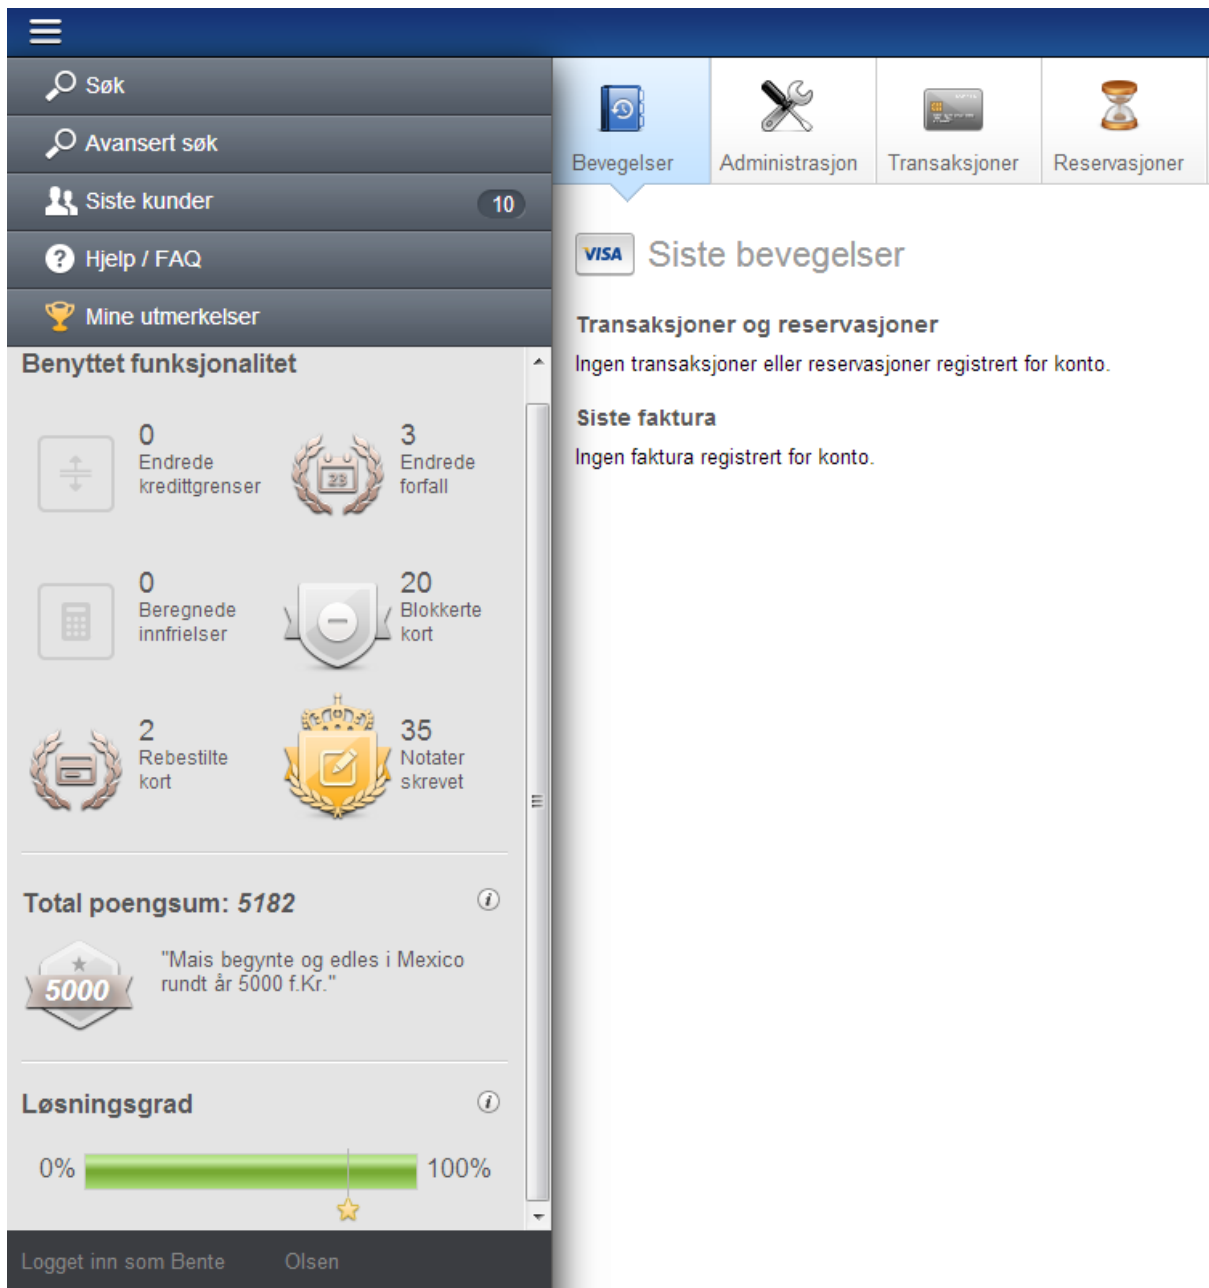 Søk
Avansert søk
Siste kunder 10
Hjelp / FAQ
Mine utmerkelser
Benyttet funksjonalitet
0
Endrede
kredittgrenser
3
Endrede
forfall
23
0
Beregnede
innfrielser
20
Blokkerte
kort
2
Rebestilte
kort
35
Notater
skrevet
Total poengsum: 5182
5000
"Mais begynte og edles i Mexico
rundt år 5000 f.Kr."
Løsningsgrad
0% 100%
Logget inn som Bente Olsen
Bevegelser Administrasjon Transaksjoner Reservasjoner
VISA Siste bevegelser
Transaksjoner og reservasjoner
Ingen transaksjoner eller reservasjoner registrert for konto.
Siste faktura
Ingen faktura registrert for konto.